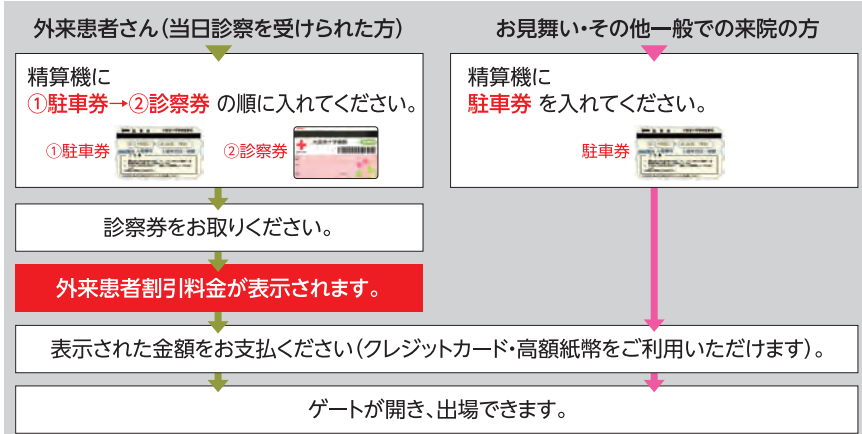 外来患者さん（当日診察を受けられた方）
精算機に
①駐車券→②診察券 の順に入れてください。
①駐車券
②診察券
診察券をお取りください。
外来患者割引料金が表示されます。
お見舞い・その他一般での来院の方
精算機に
駐車券 を入れてください。
駐車券
表示された金額をお支払ください（クレジットカード・高額紙幣をご利用いただけます）。
ゲートが開き、出場できます。